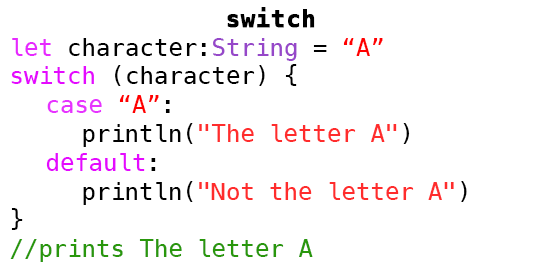 switch
let character:String = “A”
switch (character) {
case “A”:
println("The letter A")
default:
println("Not the letter A")
}
//prints The letter A